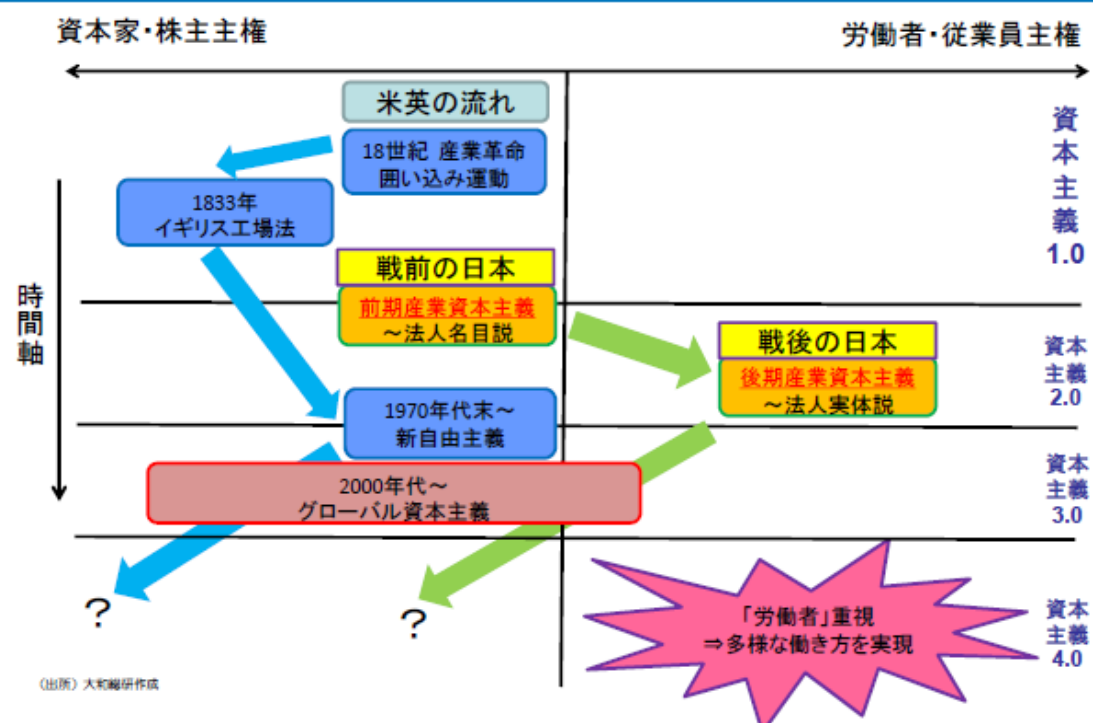 資本家・株主主権
労働者・従業員主権
米英の流れ
18世紀 産業革命
囲い込み運動
資本主義1.0
1833年
イギリス工場法
時間軸
戦前の日本
前期産業資本主義
～法人名目説
戦後の日本
後期産業資本主義
～法人実体説
資本
主義
2.0
1970年代末～
新自由主義
資本
主義
3.0
2000年代～
グローバル資本主義
?
?
「労働者」重視
⇒多様な働き方を実現
資本
主義
4.0
（出所）大和総研作成